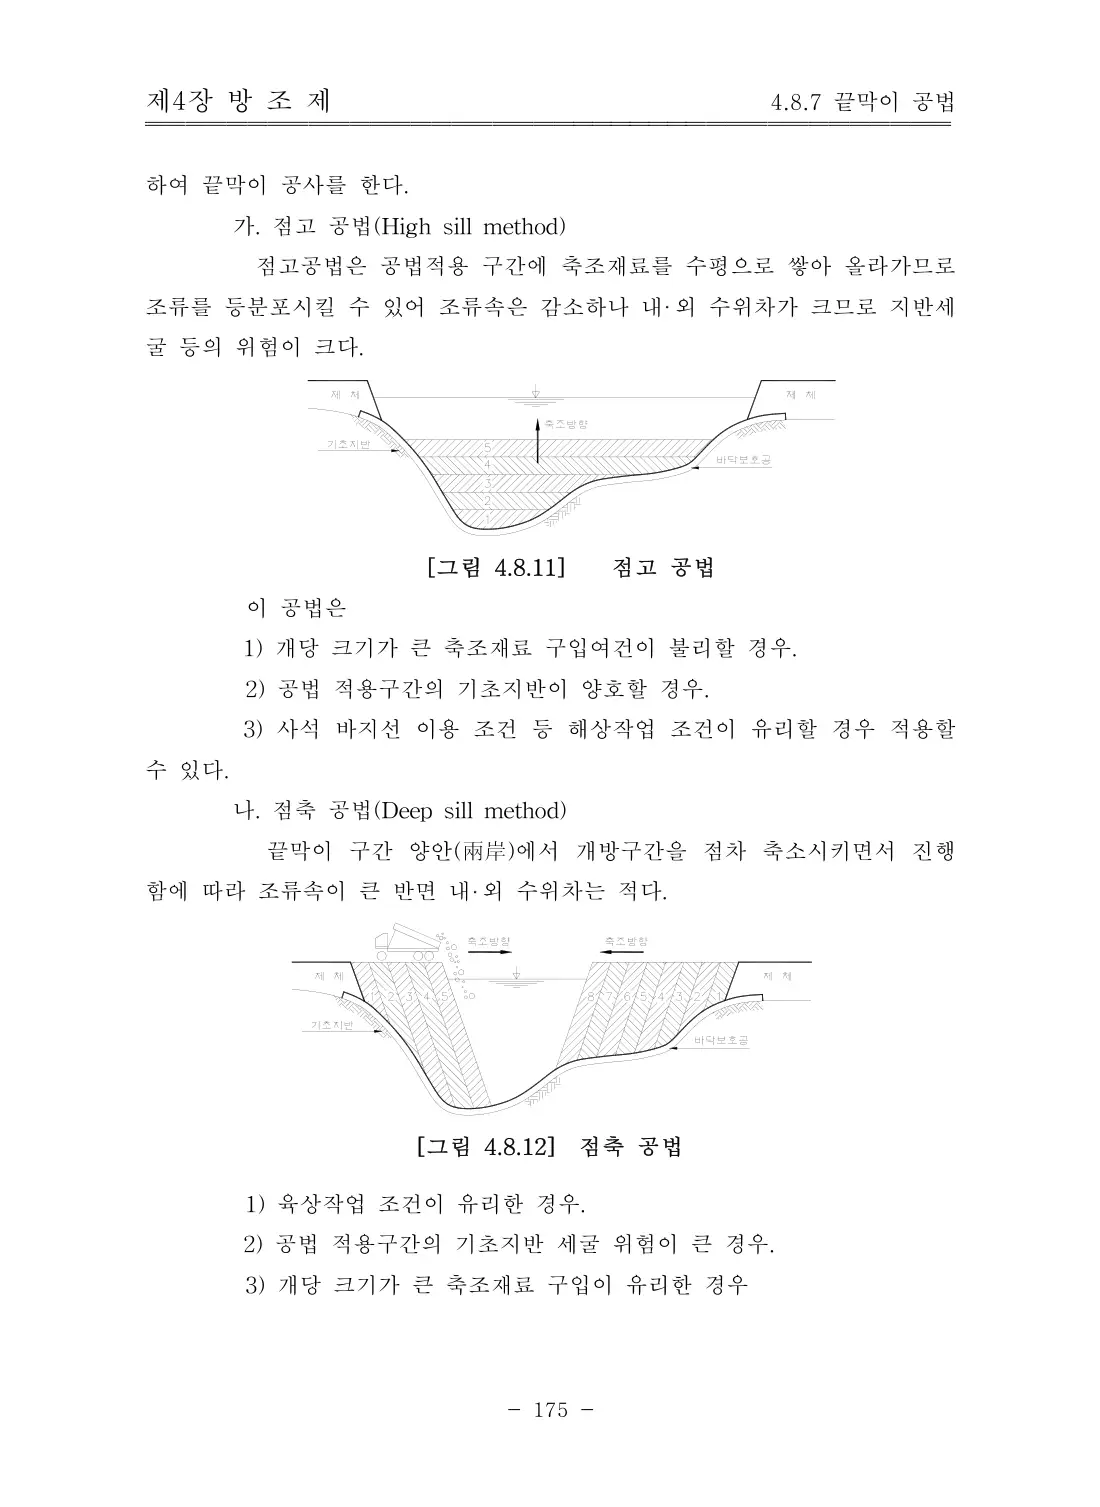 제4장 방 조 제 4.8.7 끝막이 공법
하여 끝막이 공사를 한다.
가. 점고 공법(High sill method)
점고공법은 공법적용 구간에 축조재료를 수평으로 쌓아 올라가므로
조류를 등분포시킬 수 있어 조류속은 감소하나 내·외 수위차가 크므로 지반세
굴 등의 위험이 크다.
제 체 제 체
축조방향
기초지반
바닥보호공
5
4
3
2
1
[그림 4.8.11] 점고 공법
이 공법은
1) 개당 크기가 큰 축조재료 구입여건이 불리할 경우.
2) 공법 적용구간의 기초지반이 양호할 경우.
3) 사석 바지선 이용 조건 등 해상작업 조건이 유리할 경우 적용할
수 있다.
나. 점축 공법(Deep sill method)
끝막이 구간 양안(兩岸)에서 개방구간을 점차 축소시키면서 진행
함에 따라 조류속이 큰 반면 내·외 수위차는 적다.
축조방향 축조방향
제 체 제 체
1 2 3 4 5 8 7 6 5 4 3 2 1
기초지반
바닥보호공
[그림 4.8.12] 점축 공법
1) 육상작업 조건이 유리한 경우.
2) 공법 적용구간의 기초지반 세굴 위험이 큰 경우.
3) 개당 크기가 큰 축조재료 구입이 유리한 경우
- 175 -